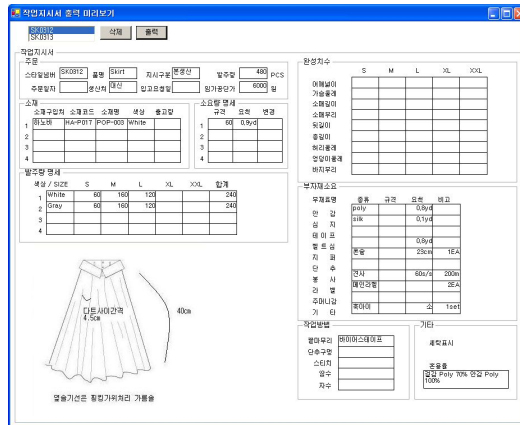 작업지시서 출력 미리보기
SK0312
SK0313
삭제 출력
작업지시서
주문
스타일넘버 SK0312 품명 Skirt 지시구분 본생산 발주량 480 PCS
주문일자 생산처 대신 입고요청일 임가공단가 6000 원
소재
소재구입처 소재코드 소재명 색상 출고량
1 하노바 HA-P017 POP-003 White
2
3
4
소요량 명세
규격 요척 변경
1 60 0,9yd
2
3
4
발주량 명세
색상 / SIZE S M L XL XXL 합계
1 White 60 160 120 240
2 Gray 60 160 120 240
3
4
다트사이간격
4.5cm
40cm
옆솔기선은 핑킹가위처리 가름솔
완성치수
S M L XL XXL
어깨넓이
가슴둘레
소매길이
소매부리
뒷길이
총길이
허리둘레
엉덩이둘레
바지부리
부자재소요
부자재명 종류 규격 요척 비고
안 감 poly 0,8yd
심 지 silk 0,1yd
테 이 프
벨 트 심 0,8yd
지 퍼 콘솔 23cm 1EA
단 추
봉 사 견사 60s/s 200m
라 벨 메인라벨 2EA
주머니감
기 타 쪽아이 소 1set
작업방법
밑마무리 바이어스테이프
단추구멍
스티치
땀수
자수
기타
세탁표시
혼용률
겉감 Poly 70% 안감 Poly
100%